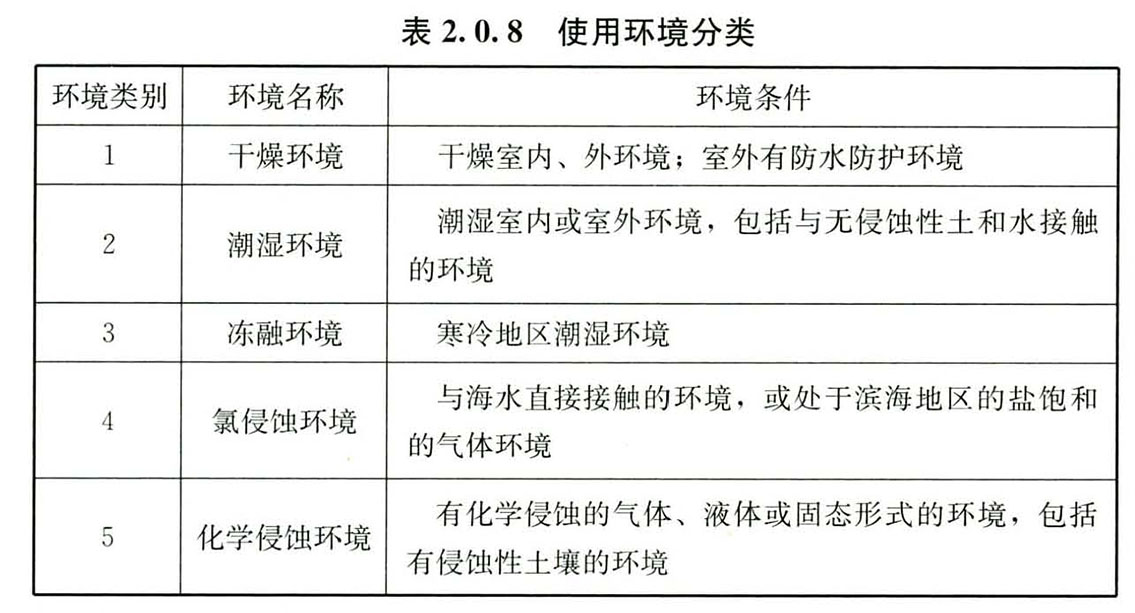 表 2.0.8 使用环境分类
环境类别 环境名称 环境条件
1 干燥环境 干燥室内、外环境；室外有防水防护环境
2 潮湿环境 潮湿室内或室外环境，包括与无侵蚀性土和水接触
的环境
3 冻融环境 寒冷地区潮湿环境
4 氯侵蚀环境 与海水直接接触的环境，或处于滨海地区的盐饱和
的气体环境
5 化学侵蚀环境 有化学侵蚀的气体、液体或固态形式的环境，包括
有侵蚀性土壤的环境